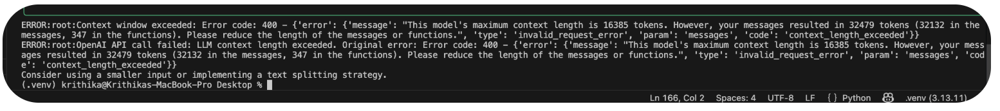 ERROR:root:Context window exceeded: Error code: 400 – {'error': {'message': "This model's maximum context length is 16385 tokens. However, your messages resulted in 32479 tokens (32132 in the
messages, 347 in the functions). Please reduce the length of the messages or functions.", 'type': 'invalid_request_error', 'param': 'messages', 'code': 'context_length_exceeded'}}
ERROR:root:OpenAI API call failed: LLM context length exceeded. Original error: Error code: 400 – {'error': {'message': "This model's maximum context length is 16385 tokens. However, your mess
ages resulted in 32479 tokens (32132 in the messages, 347 in the functions). Please reduce the length of the messages or functions.", 'type': 'invalid_request_error', 'param': 'messages', 'cod
e': 'context_length_exceeded'}}
Consider using a smaller input or implementing a text splitting strategy.
(.venv) krithika@Krithikas-MacBook-Pro Desktop %
Ln 166, Col 2 Spaces: 4 UTF-8 LF { } Python .venv (3.13.11)